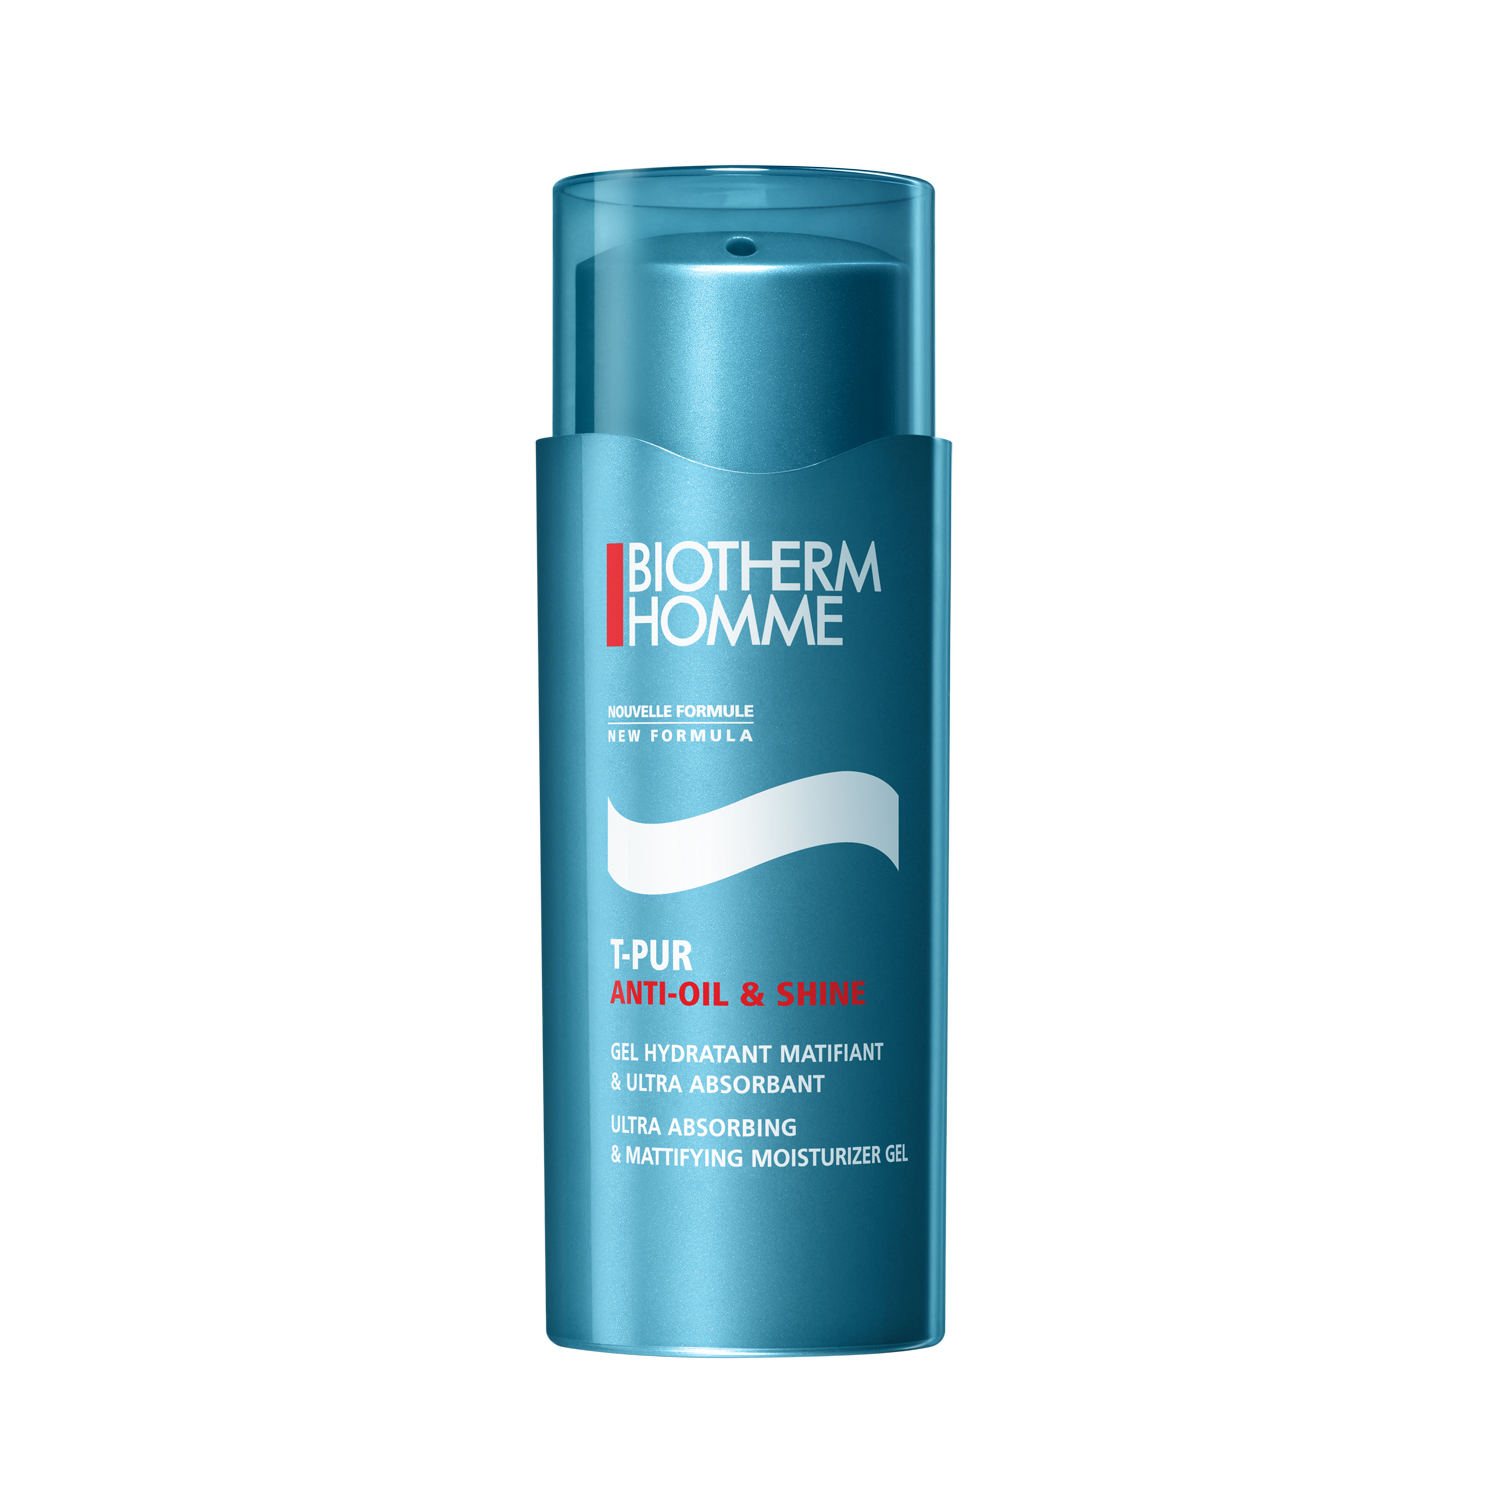 BIOTHERM
HOMME
NOUVELLE FORMULE
NEW FORMULA
T-PUR
ANTI-OIL & SHINE
GEL HYDRATANT MATIFIANT
& ULTRA ABSORBANT
ULTRA ABSORBING
& MATTIFYING MOISTURIZER GEL